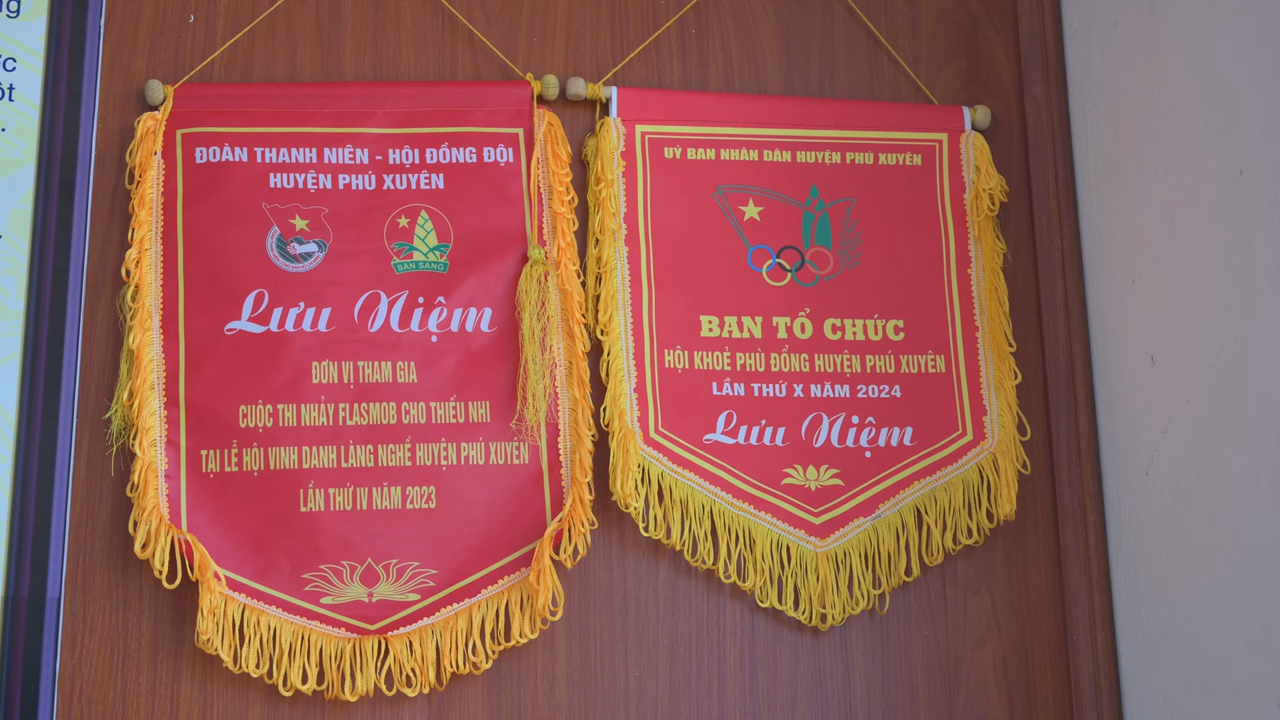 ĐOÀN THANH NIÊN - HỘI ĐỒNG ĐỘI
HUYỆN PHÚ XUYÊN
SẴN SÀNG
Lưu Niệm
ĐƠN VỊ THAM GIA
CUỘC THI NHẢY FLASMOB CHO THIẾU NHI
TẠI LỄ HỘI VINH DANH LÀNG NGHỀ HUYỆN PHÚ XUYÊN
LẦN THỨ IV NĂM 2023
UỶ BAN NHÂN DÂN HUYỆN PHÚ XUYÊN
BAN TỔ CHỨC
HỘI KHOẺ PHÙ ĐỔNG HUYỆN PHÚ XUYÊN
LẦN THỨ X NĂM 2024
Lưu Niệm